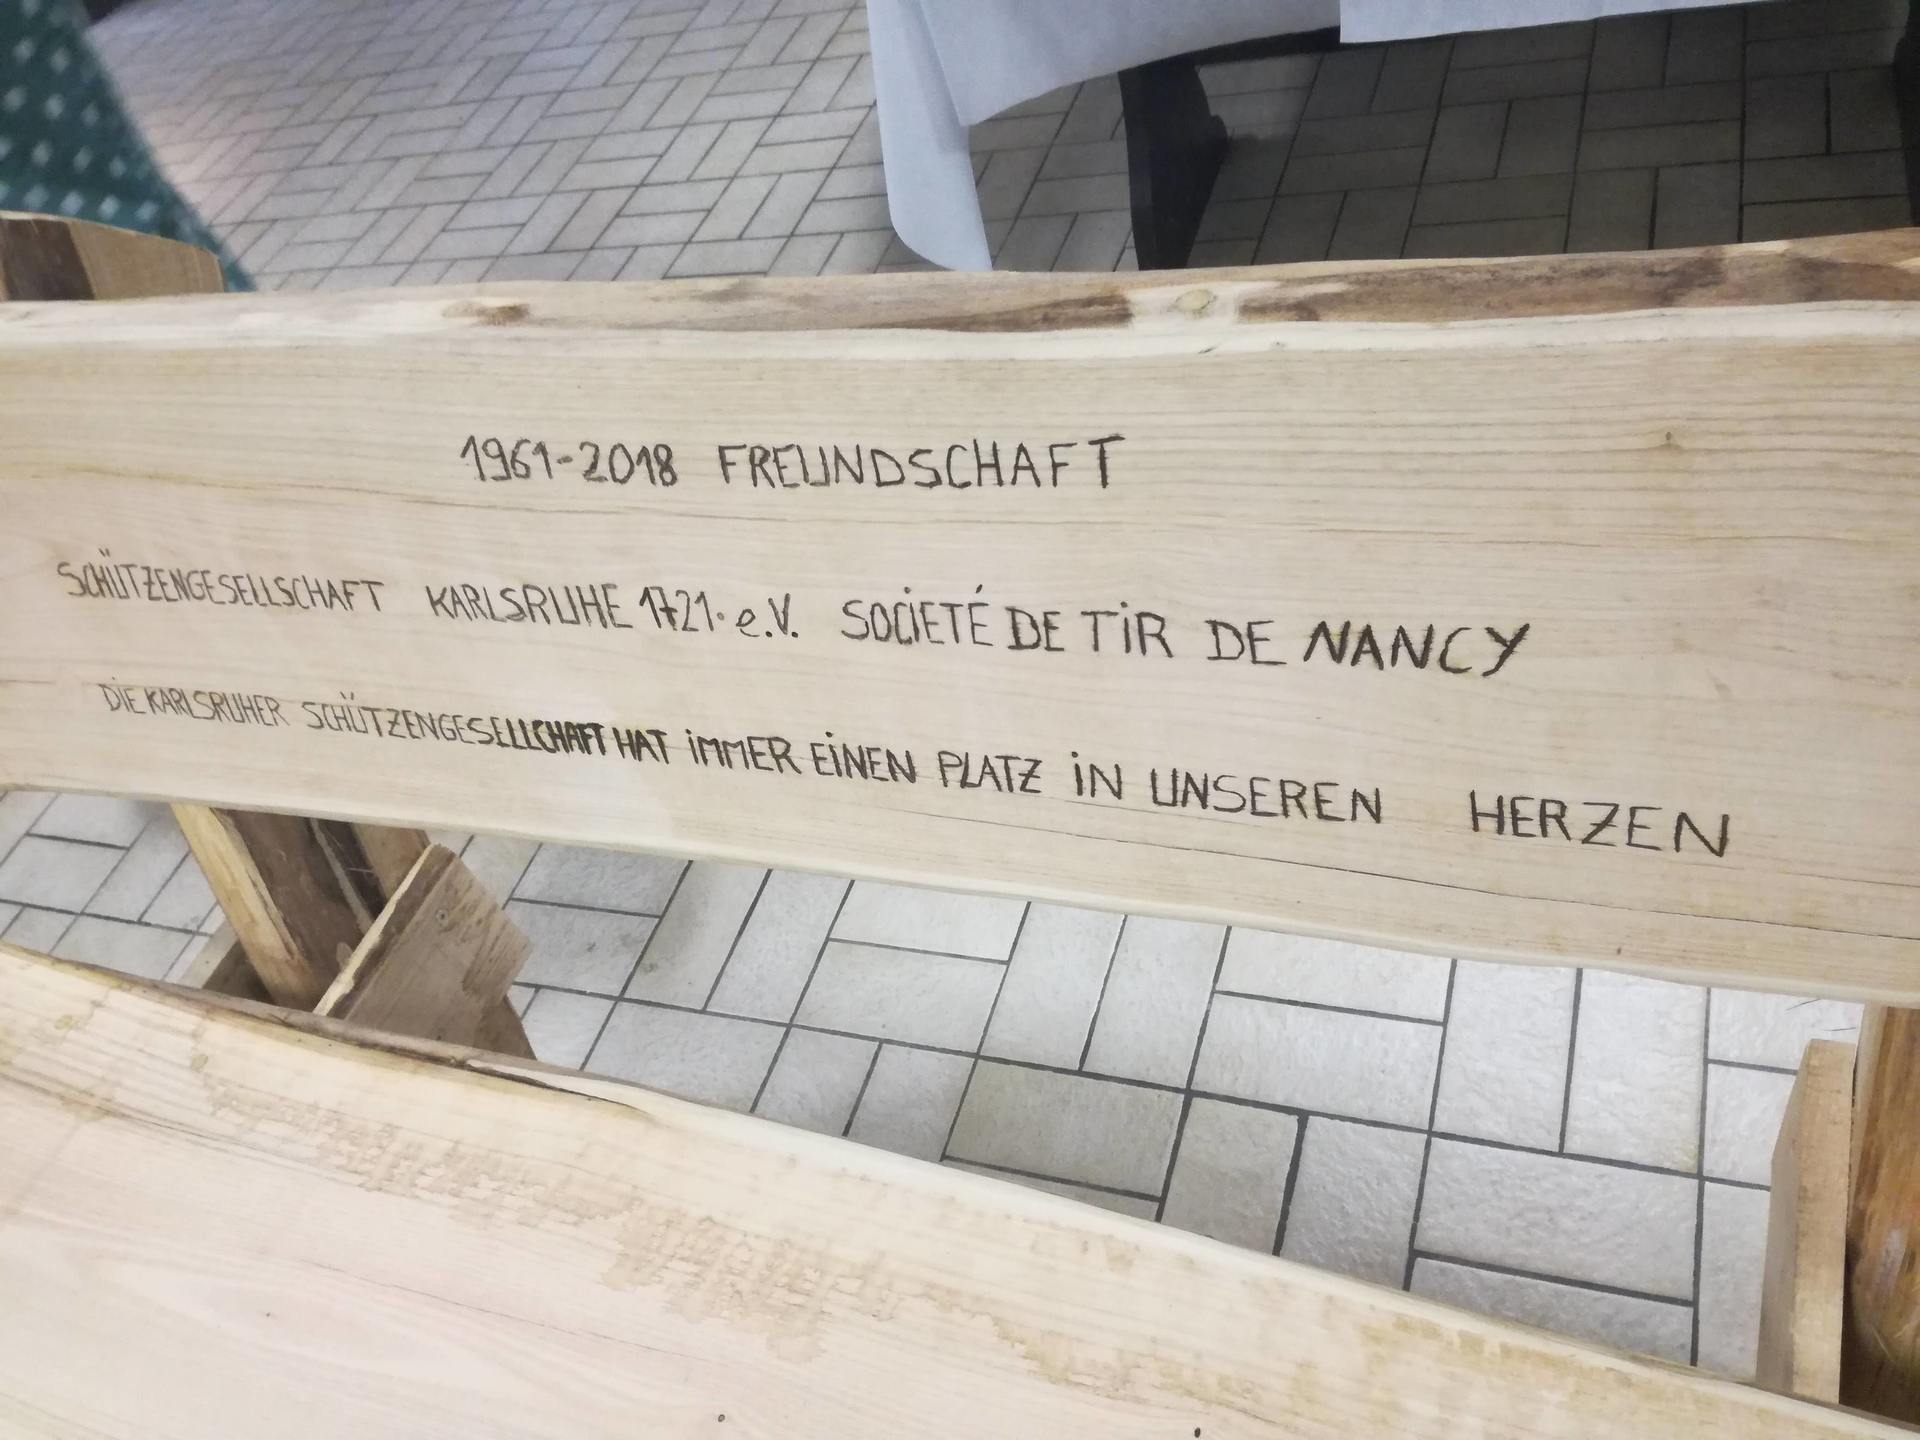 1961-2018 FREUNDSCHAFT
SCHÜTZENGESELLSCHAFT KARLSRUHE 1721. e.V. SOCIETÉ DE TIR DE NANCY
DIE KARLSRUHER SCHÜTZENGESELLCHAFT HAT IMMER EINEN PLATZ IN UNSEREN HERZEN